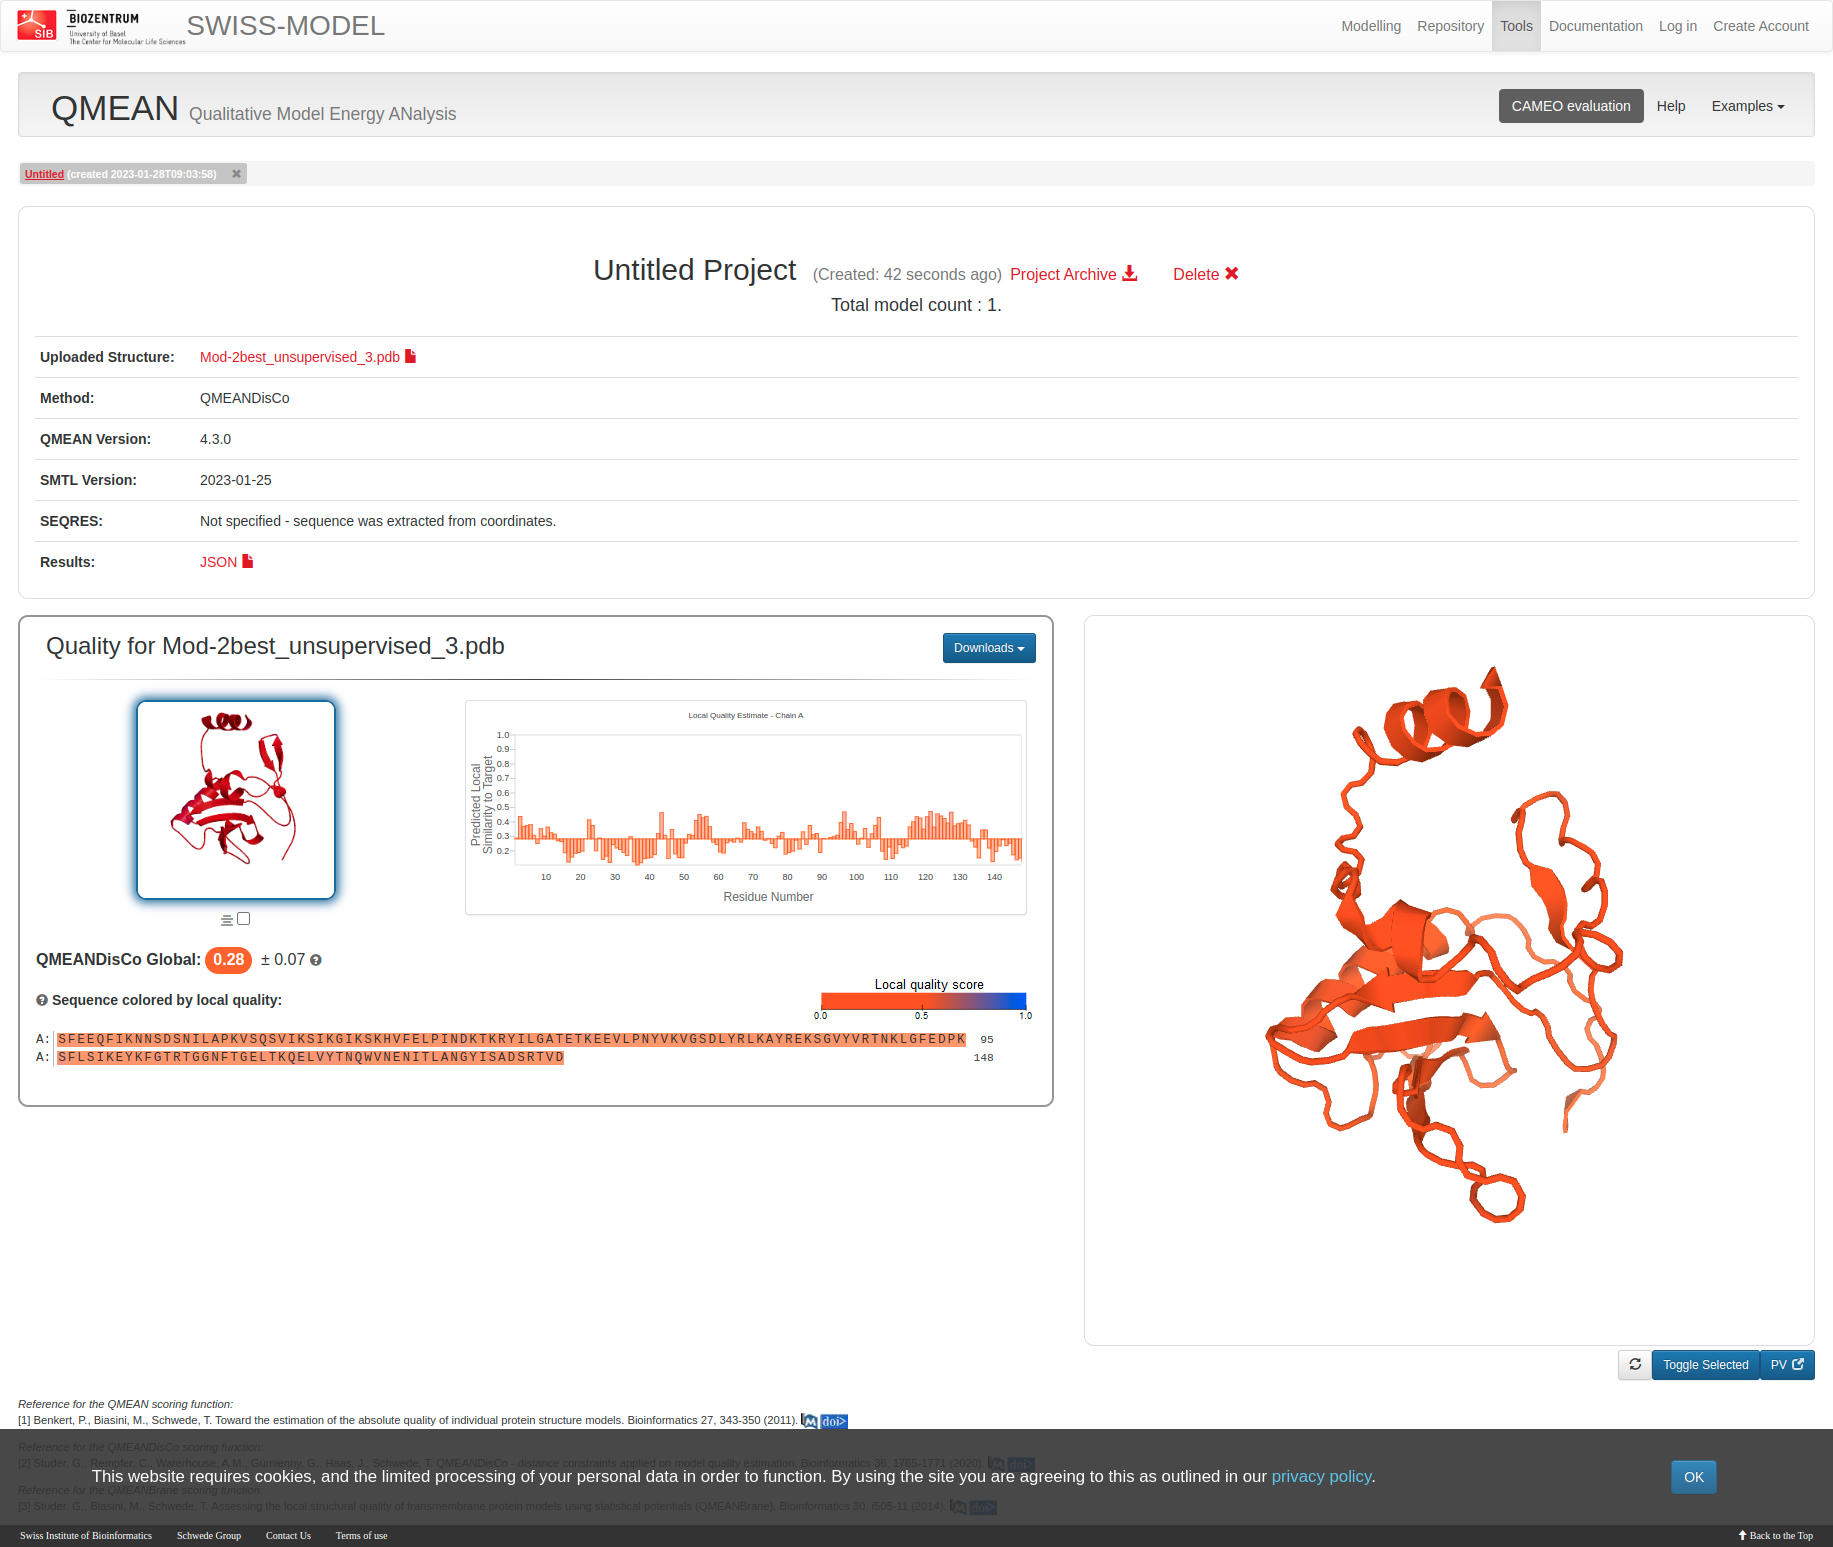 SIB
BIOZENTRUM
University of Basel
The Center for Molecular Life Sciences
SWISS-MODEL
Modelling Repository Tools Documentation Log in Create Account
QMEAN Qualitative Model Energy ANalysis
CAMEO evaluation Help Examples
Untitled (created 2023-01-28T09:03:58)
Untitled Project (Created: 42 seconds ago) Project Archive Delete
Total model count : 1.
Uploaded Structure: Mod-2best_unsupervised_3.pdb
Method: QMEANDisCo
QMEAN Version: 4.3.0
SMTL Version: 2023-01-25
SEQRES: Not specified - sequence was extracted from coordinates.
Results: JSON
Quality for Mod-2best_unsupervised_3.pdb
Downloads
Local Quality Estimate - Chain A
Predicted Local
Similarity to Target
1.0
0.9
0.8
0.7
0.6
0.5
0.4
0.3
0.2
10 20 30 40 50 60 70 80 90 100 110 120 130 140
Residue Number
QMEANDisCo Global: 0.28 ± 0.07
Sequence colored by local quality:
Local quality score
0.0 0.5 1.0
A: SFEEQFIKNNSDSNILAPKVSQSVIKSIKGIKSKHVFELPINDKTKRYILGATETKEEVLPNYVKVGSDLYRLKAYREKSGVYVRTNKLGFEDPK 95
A: SFLSIKEYKFGTRTGGNFTGELTKQELVYTNQWVNENITLANGYISADSRTVD 148
Toggle Selected PV
Reference for the QMEAN scoring function:
[1] Benkert, P., Biasini, M., Schwede, T. Toward the estimation of the absolute quality of individual protein structure models. Bioinformatics 27, 343-350 (2011). doi>
Reference for the QMEANDisCo scoring function:
[2] Studer, G., Rempfer, C., Waterhouse, A.M., Gumienny, G., Haas, J., Schwede, T. QMEANDisCo - distance constraints applied on model quality estimation. Bioinformatics 36, 1765-1771 (2020). doi>
This website requires cookies, and the limited processing of your personal data in order to function. By using the site you are agreeing to this as outlined in our privacy policy.
OK
Reference for the QMEANBrane scoring function:
[3] Studer, G., Biasini, M., Schwede, T. Assessing the local structural quality of transmembrane protein models using statistical potentials (QMEANBrane). Bioinformatics 30, i505-11 (2014). doi>
Swiss Institute of Bioinformatics Schwede Group Contact Us Terms of use Back to the Top